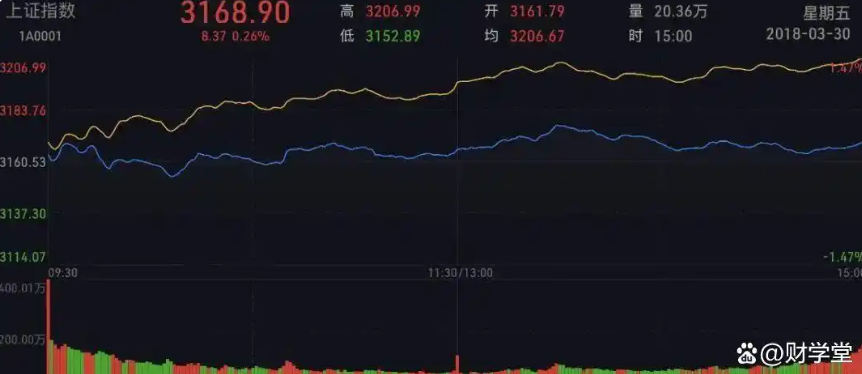 上证指数 3168.90 高 3206.99 开 3161.79 量 20.36万 星期五
1A0001 8.37 0.26% 低 3152.89 均 3206.67 时 15:00 2018-03-30
3206.99 1.47%
3183.76
3160.53
3137.30
3114.07 -1.47%
09:30 11:30/13:00 15:00
400.01万
200.00万
du @财学堂